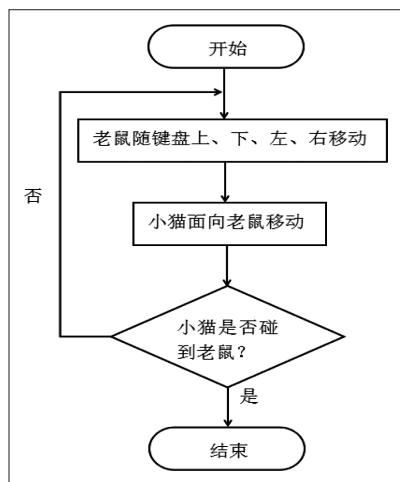 开始
老鼠随键盘上、下、左、右移动
否
小猫面向老鼠移动
小猫是否碰
到老鼠？
是
结束